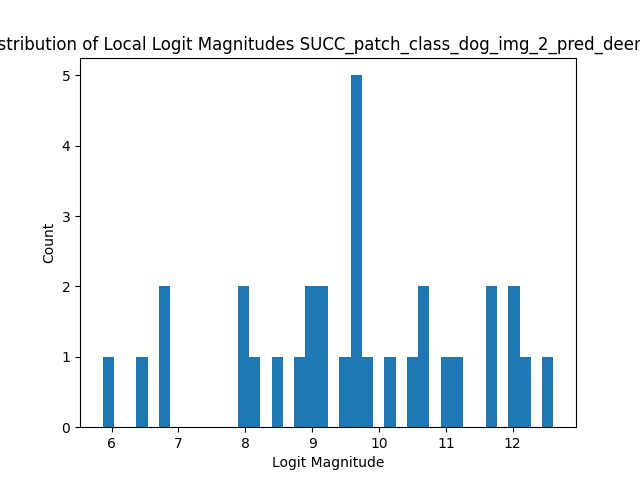 stribution of Local Logit Magnitudes SUCC_patch_class_dog_img_2_pred_deer
5
4
3
2
1
0
Count
6 7 8 9 10 11 12
Logit Magnitude